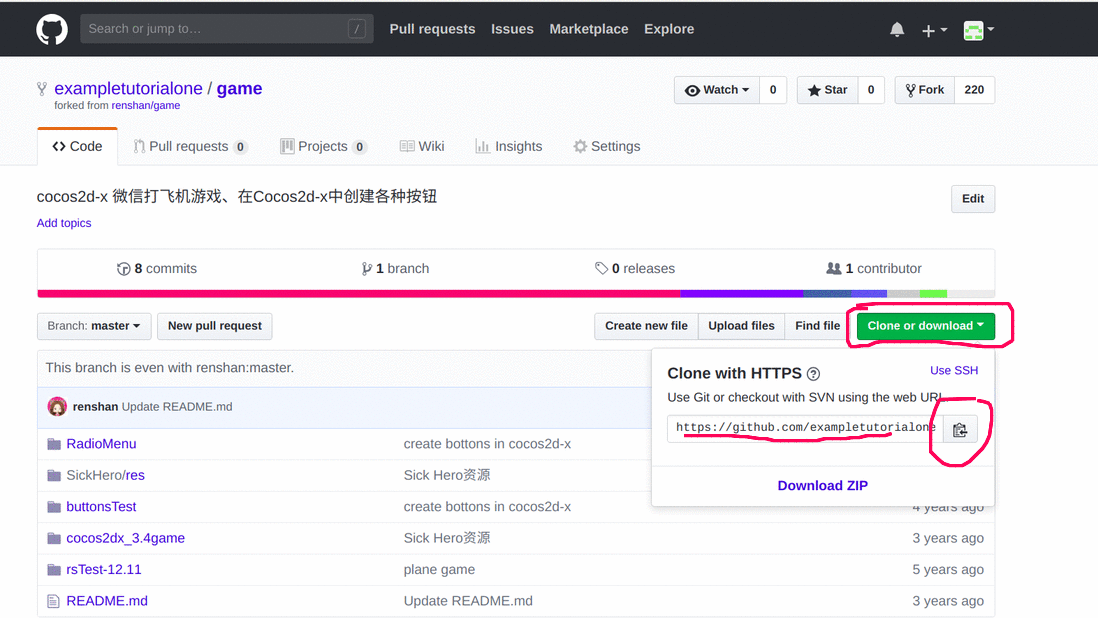 Search or jump to… / Pull requests Issues Marketplace Explore
exampletutorialone / game
forked from renshan/game
Watch 0 Star 0 Fork 220
Code Pull requests 0 Projects 0 Wiki Insights Settings
cocos2d-x 微信打飞机游戏、在Cocos2d-x中创建各种按钮 Edit
Add topics
8 commits 1 branch 0 releases 1 contributor
Branch: master New pull request Create new file Upload files Find file Clone or download
This branch is even with renshan:master.
Clone with HTTPS ? Use SSH
Use Git or checkout with SVN using the web URL.
https://github.com/exampletutorialone
Download ZIP
renshan Update README.md
RadioMenu create bottons in cocos2d-x
SickHero/res Sick Hero资源
buttonsTest create bottons in cocos2d-x 4 years ago
cocos2dx_3.4game Sick Hero资源 3 years ago
rsTest-12.11 plane game 5 years ago
README.md Update README.md 3 years ago